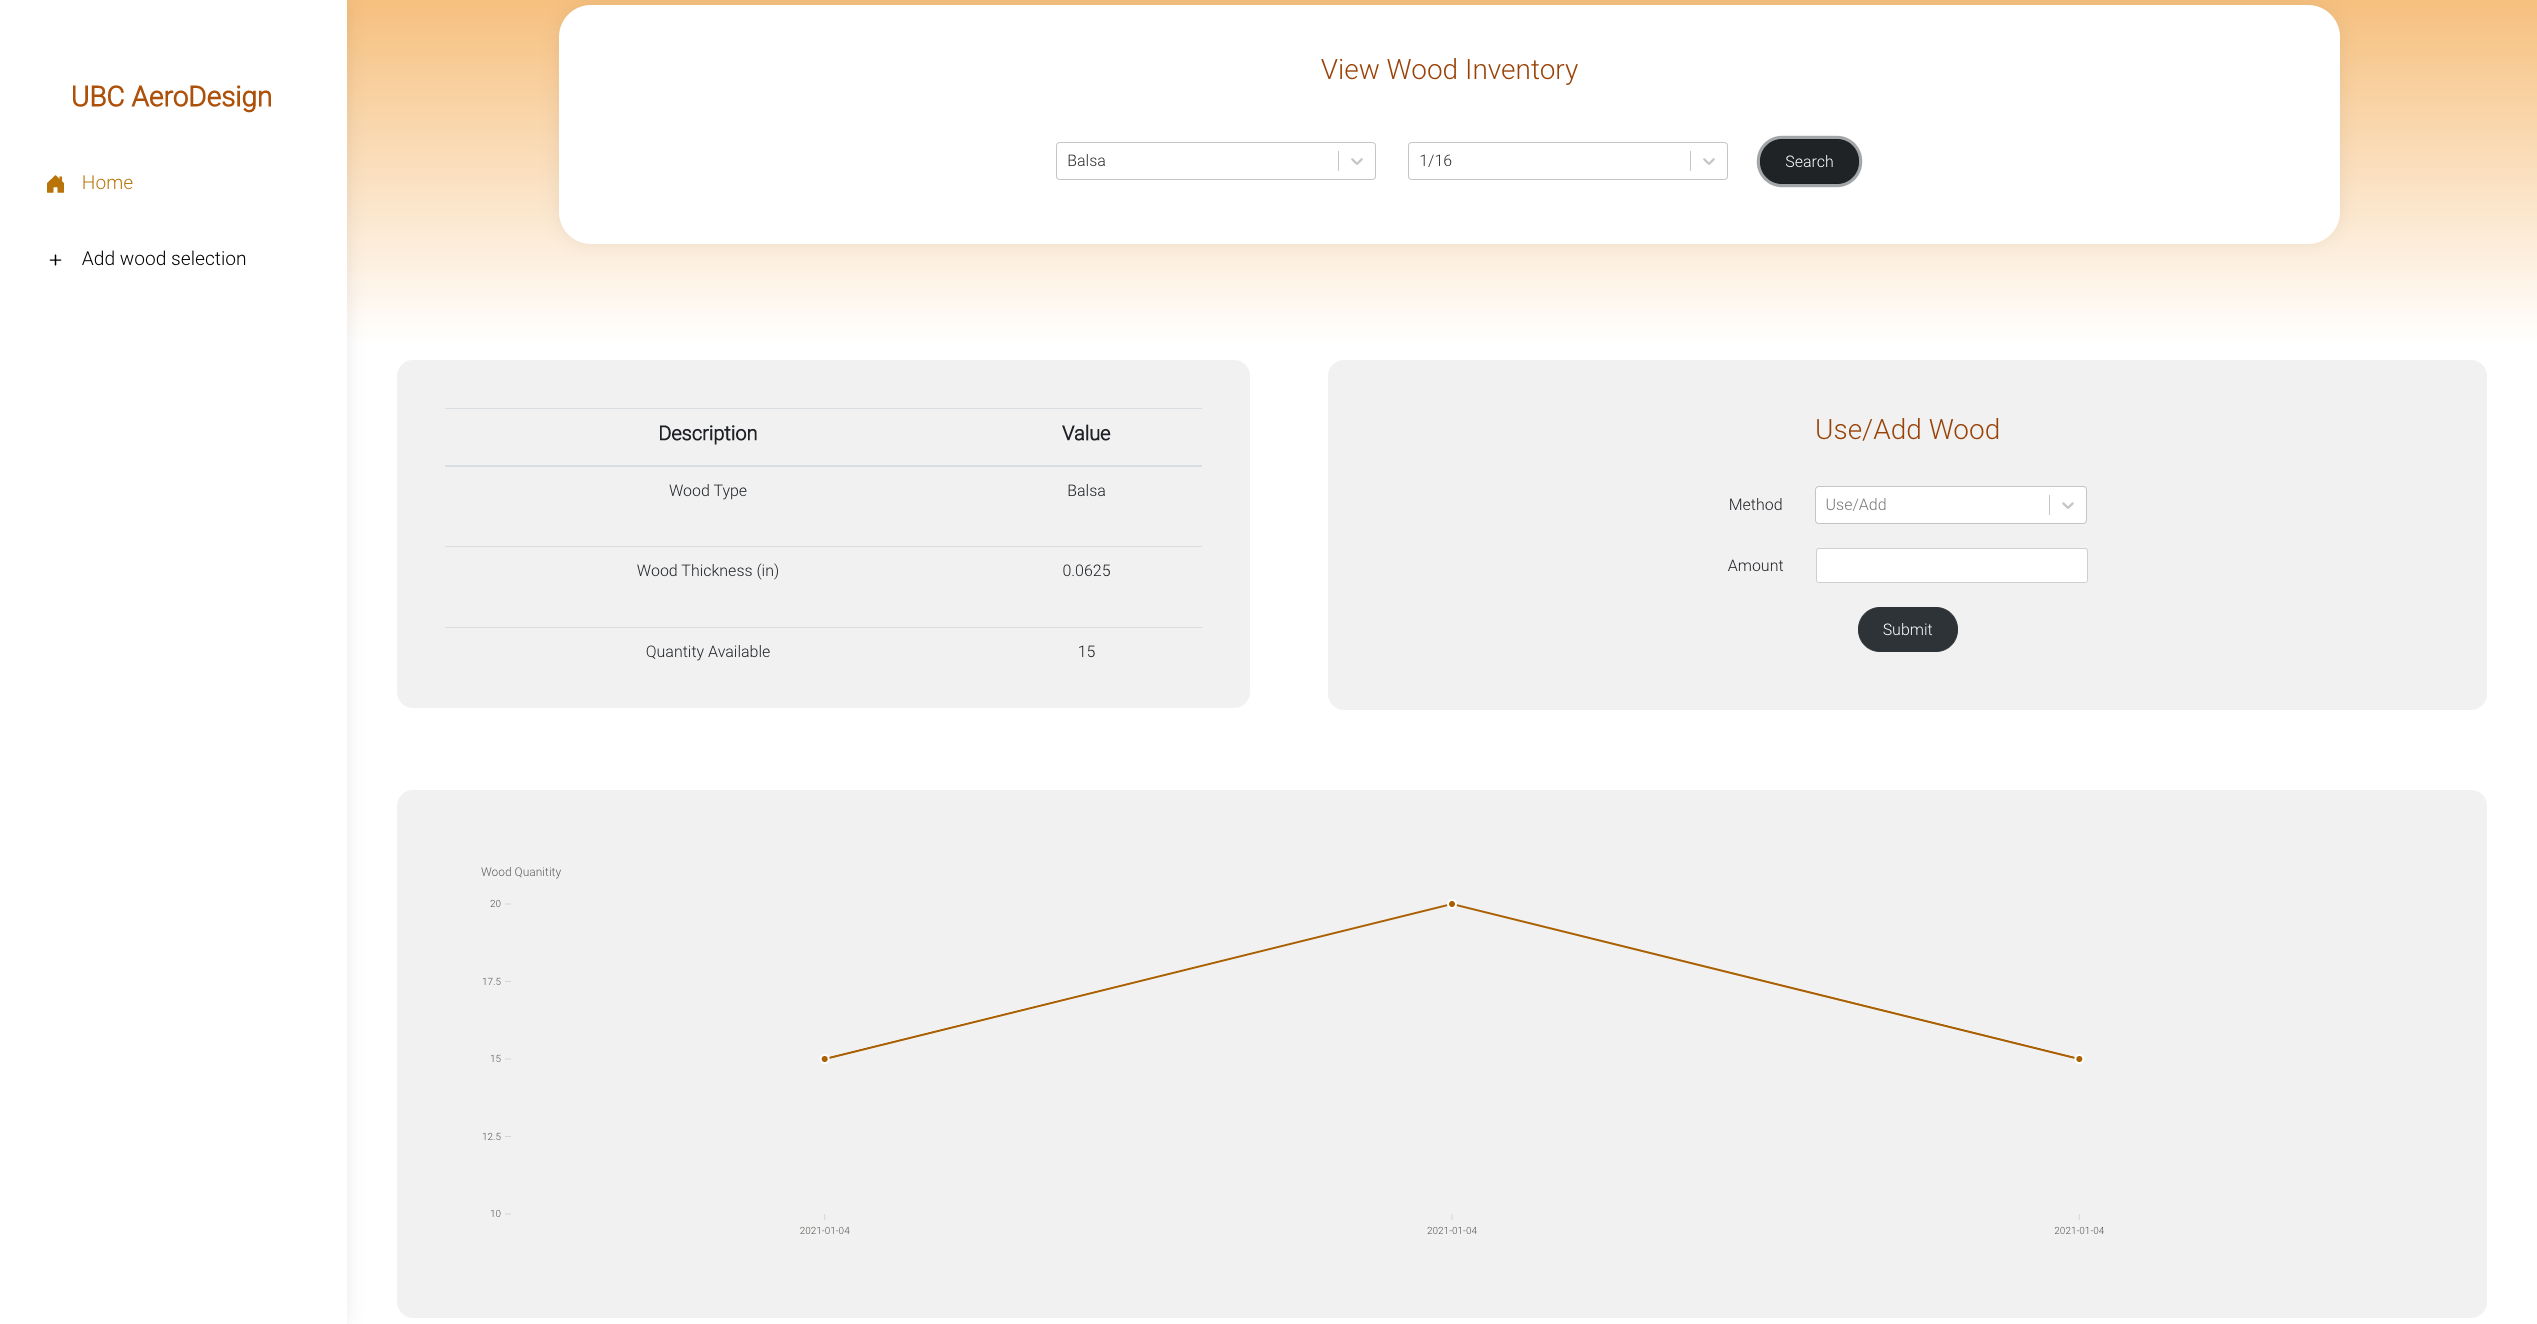 UBC AeroDesign
Home
+ Add wood selection
View Wood Inventory
Balsa 1/16 Search
Description Value
Wood Type Balsa
Wood Thickness (in) 0.0625
Quantity Available 15
Use/Add Wood
Method Use/Add
Amount
Submit
Wood Quanitity
20
17.5
15
12.5
10
2021-01-04 2021-01-04 2021-01-04